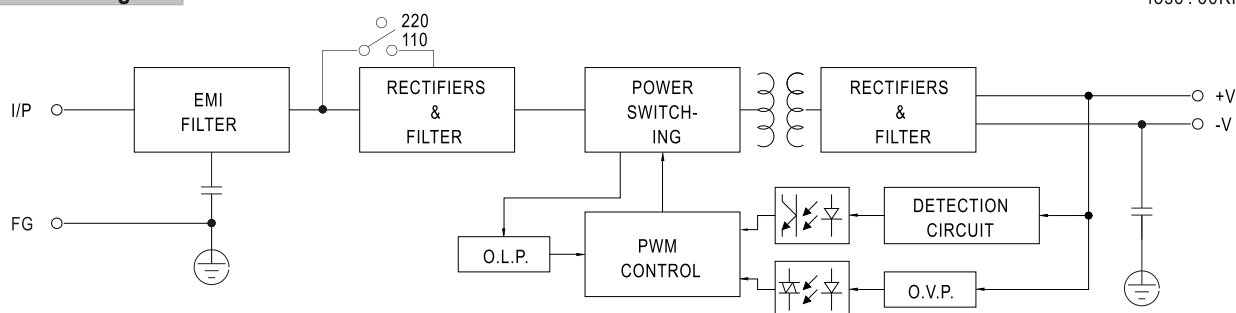 220
110
I/P
EMI
FILTER
RECTIFIERS
&
FILTER
POWER
SWITCH-
ING
RECTIFIERS
&
FILTER
+V
-V
FG
O.L.P.
PWM
CONTROL
DETECTION
CIRCUIT
O.V.P.